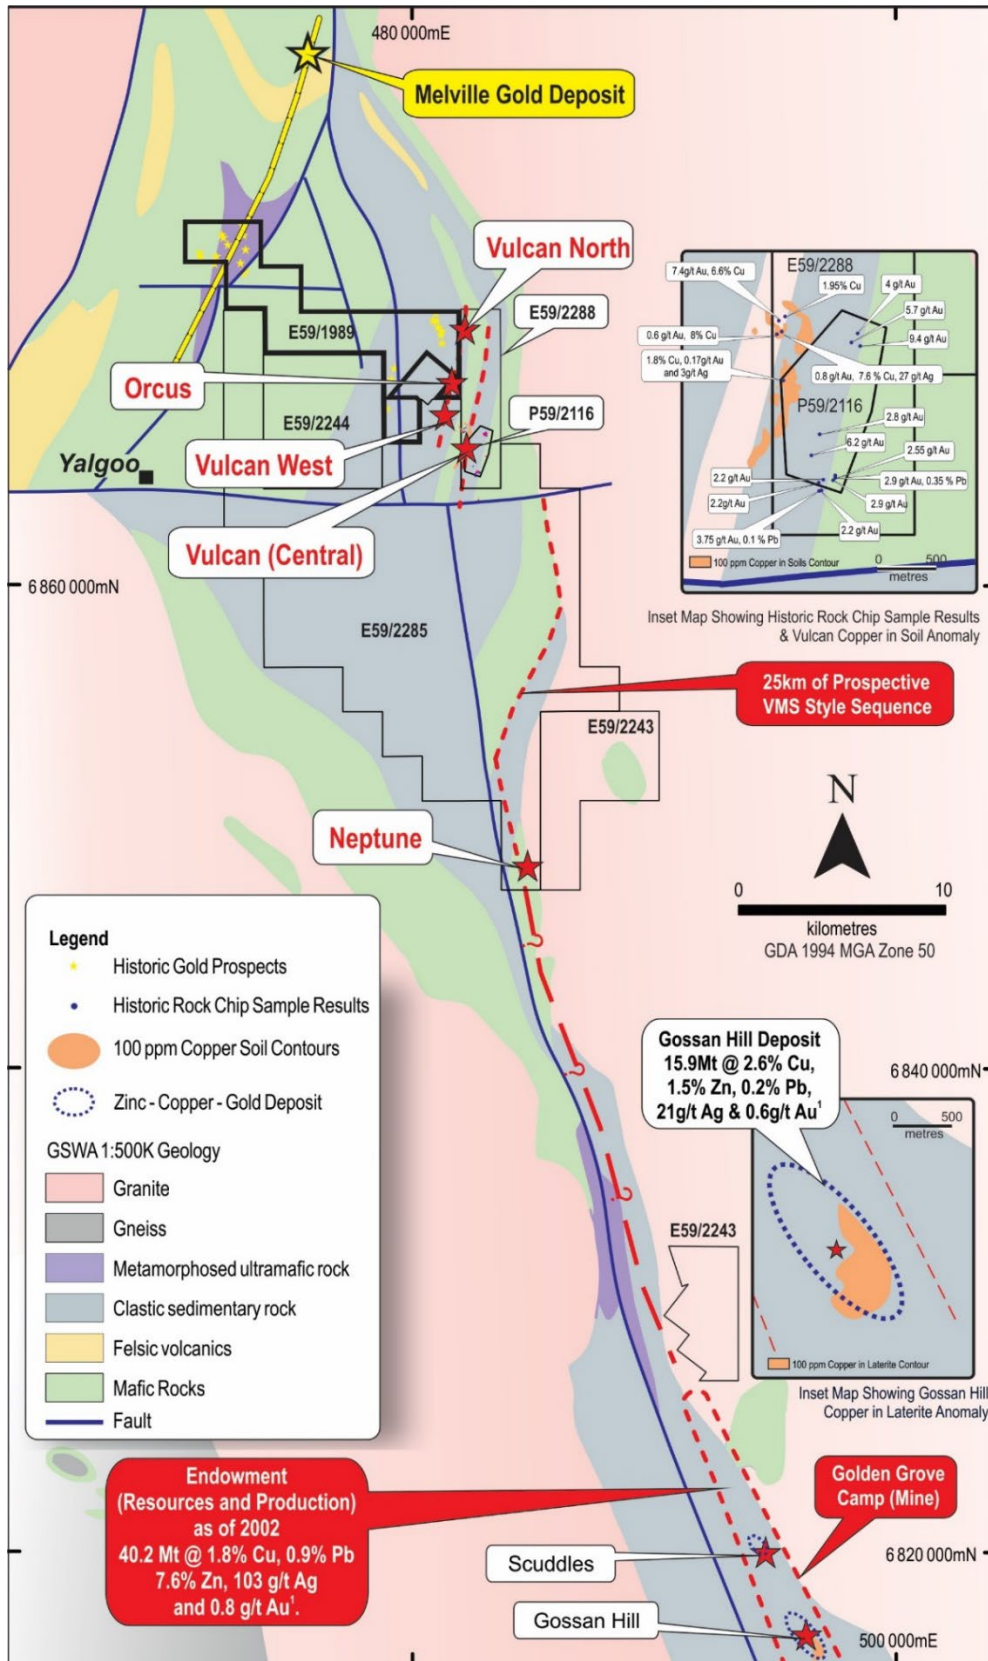 480 000mE
Melville Gold Deposit
Vulcan North
E59/2288
E59/1989
Orcus
P59/2116
E59/2244
Vulcan West
Yalgoo
Vulcan (Central)
6 860 000mN
E59/2285
E59/2288
7.4g/t Au, 6.6% Cu
1.95% Cu
4 g/t Au
5.7 g/t Au
0.6 g/t Au, 8% Cu
9.4 g/t Au
1.8% Cu, 0.17g/t Au
and 3g/t Ag
0.8 g/t Au, 7.6 % Cu, 27 g/t Ag
P59/2116
2.8 g/t Au
6.2 g/t Au
2.55 g/t Au
2.2 g/t Au
2.9 g/t Au, 0.35 % Pb
2.2g/t Au
2.9 g/t Au
3.75 g/t Au, 0.1 % Pb
2.2 g/t Au
100 ppm Copper in Soils Contour
0 500
metres
Inset Map Showing Historic Rock Chip Sample Results
& Vulcan Copper in Soil Anomaly
25km of Prospective
VMS Style Sequence
E59/2243
Neptune
N
0 10
kilometres
GDA 1994 MGA Zone 50
?
?
?
Legend
Historic Gold Prospects
Historic Rock Chip Sample Results
100 ppm Copper Soil Contours
Zinc - Copper - Gold Deposit
GSWA 1:500K Geology
Granite
Gneiss
Metamorphosed ultramafic rock
Clastic sedimentary rock
Felsic volcanics
Mafic Rocks
Fault
Gossan Hill Deposit
15.9Mt @ 2.6% Cu,
1.5% Zn, 0.2% Pb,
21g/t Ag & 0.6g/t Au¹
6 840 000mN
0 500
metres
E59/2243
100 ppm Copper in Laterite Contour
Inset Map Showing Gossan Hill
Copper in Laterite Anomaly
Endowment
(Resources and Production)
as of 2002
40.2 Mt @ 1.8% Cu, 0.9% Pb
7.6% Zn, 103 g/t Ag
and 0.8 g/t Au¹.
Golden Grove
Camp (Mine)
Scuddles
6 820 000mN
Gossan Hill
500 000mE